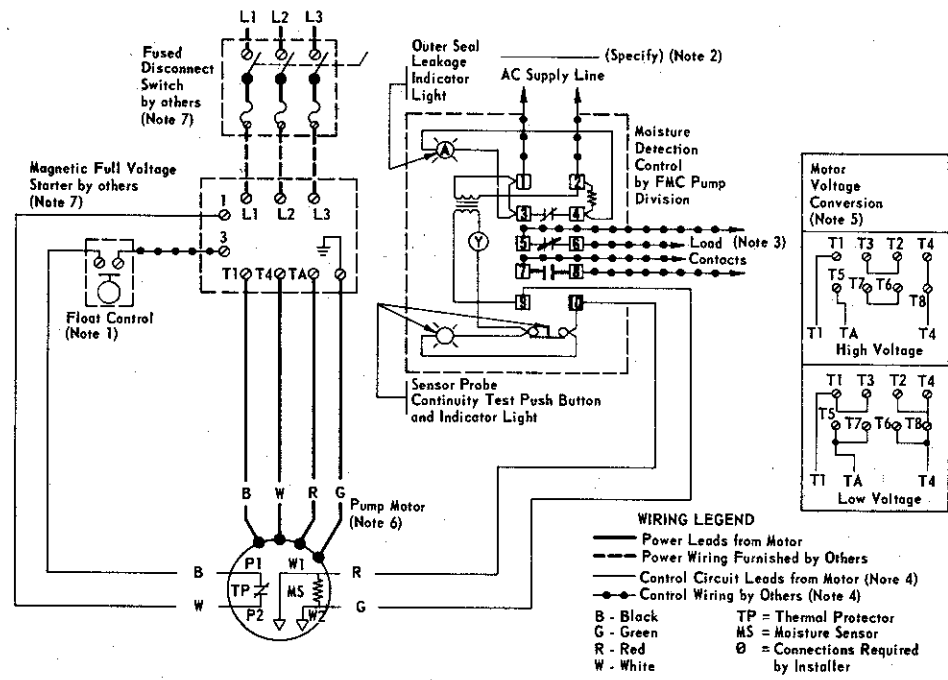 L1 L2 L3
Fused
Disconnect
Switch
by others
(Note 7)
Outer Seal
Leakage
Indicator
Light
(Specify) (Note 2)
AC Supply Line
A
Moisture
Detection
Control
by FMC Pump
Division
1 2
3 4
5 6
7 8
9
Y
Load (Note 3)
Contacts
Magnetic Full Voltage
Starter by others
(Note 7)
1
L1 L2 L3
3
T1 T4 TA
Float Control
(Note 1)
Sensor Probe
Continuity Test Push Button
and Indicator Light
Motor
Voltage
Conversion
(Note 5)
T1 T3 T2 T4
T5 T7 T6 T8
T1 TA T4
High Voltage
T1 T3 T2 T4
T5 T7 T6 T8
T1 TA T4
Low Voltage
B W R G
Pump Motor
(Note 6)
P1 W1
B R
TP MS
W G
P2 W2
WIRING LEGEND
Power Leads from Motor
Power Wiring Furnished by Others
Control Circuit Leads from Motor (Note 4)
Control Wiring by Others (Note 4)
B - Black
G - Green
R - Red
W - White
TP = Thermal Protector
MS = Moisture Sensor
Ø = Connections Required
by Installer